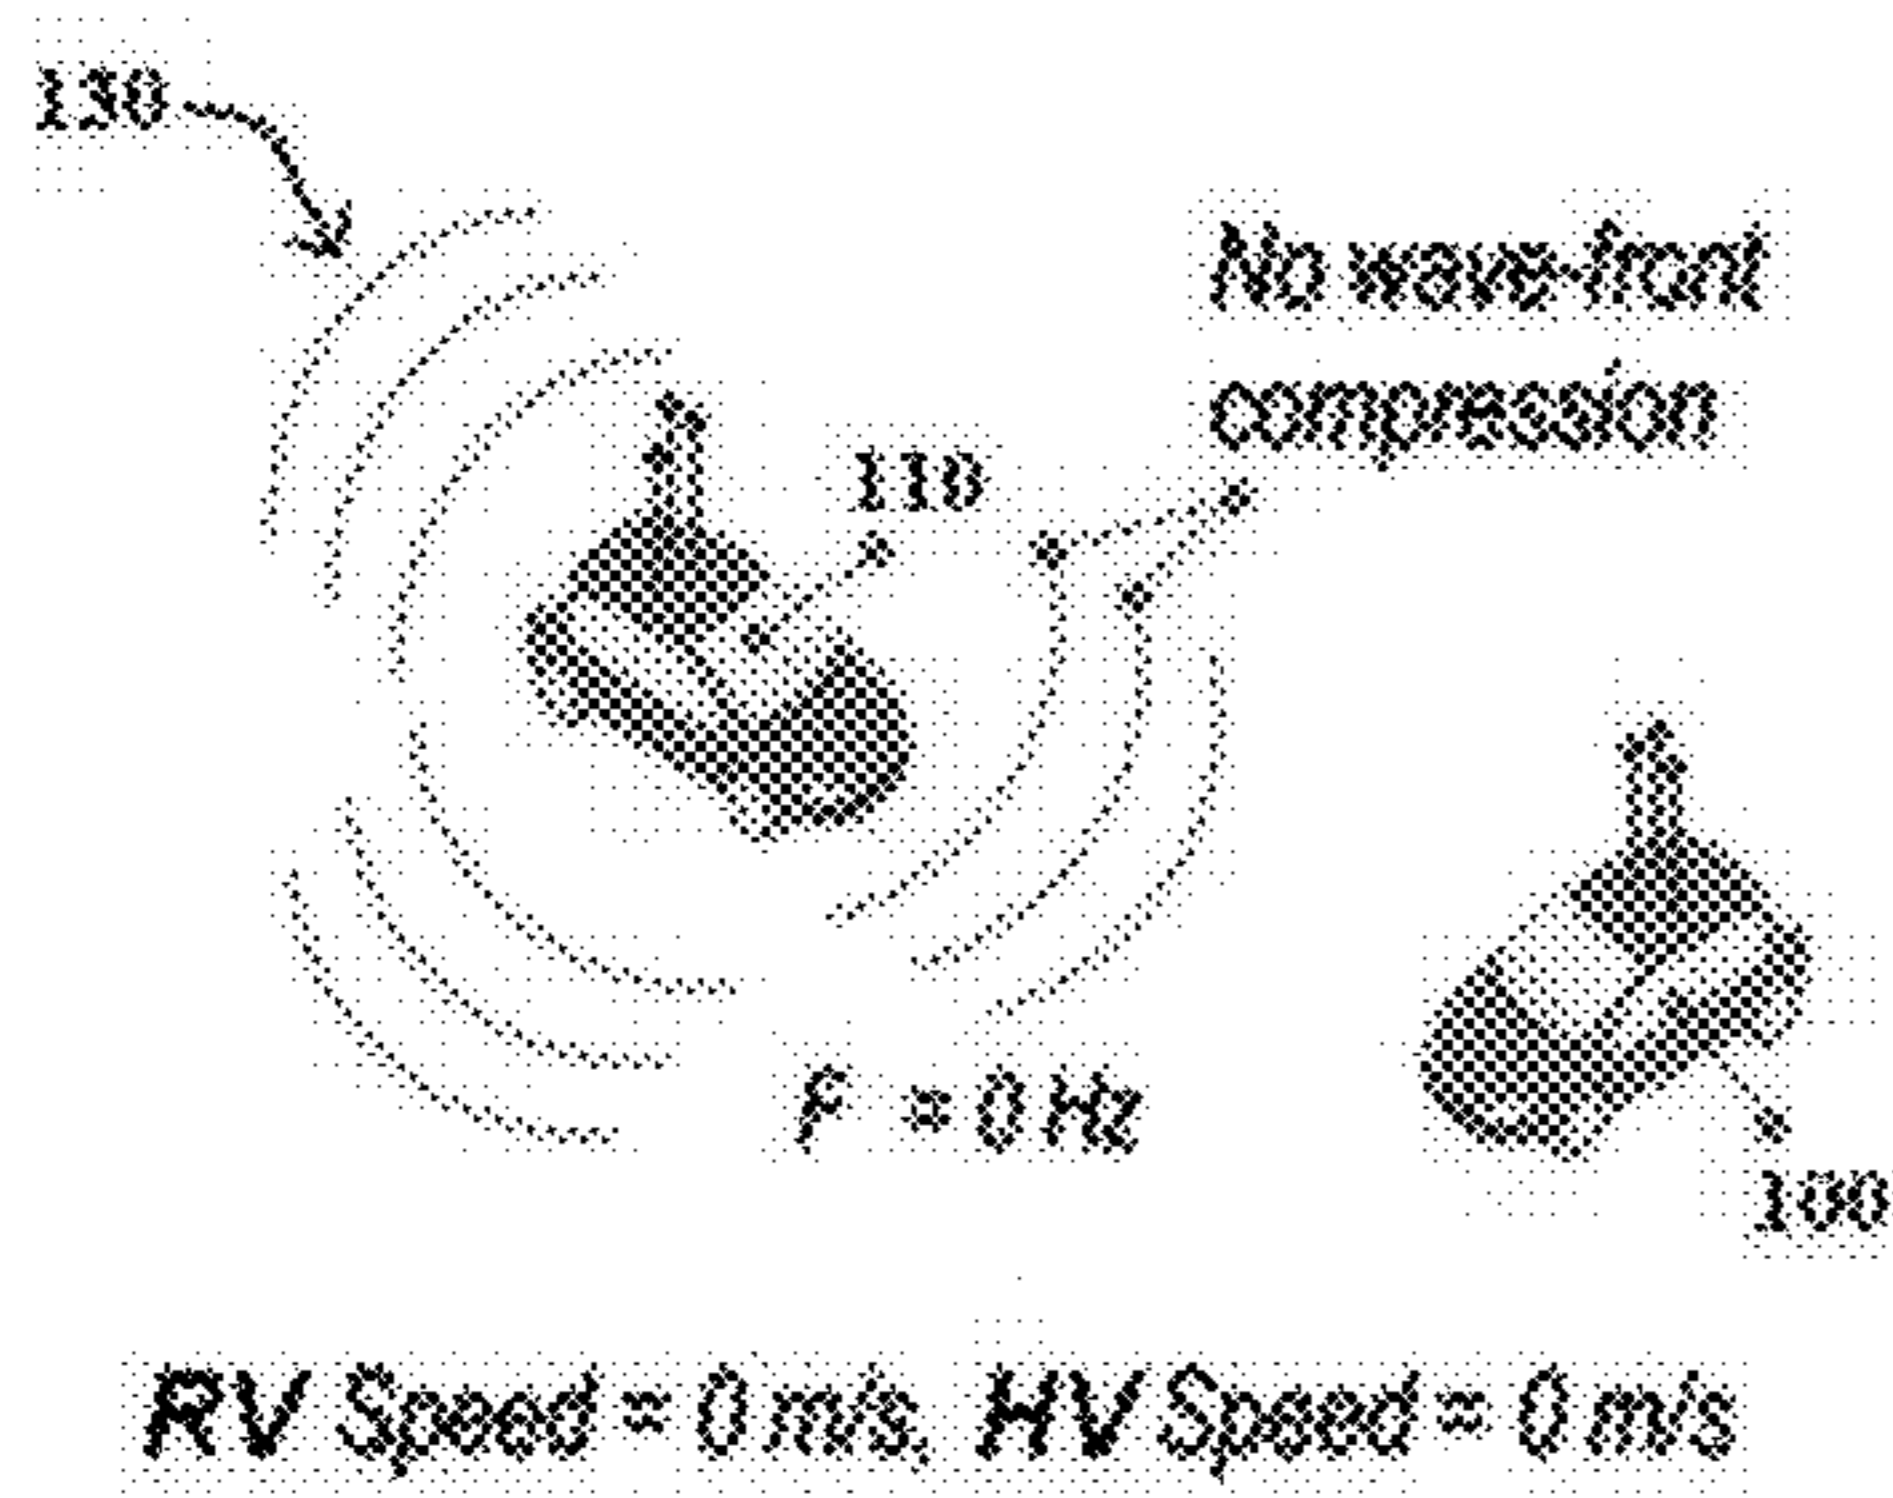 130
No wave-front
compression
110
F = 0 Hz
100
RV Speed = 0 m/s, HV Speed = 0 m/s